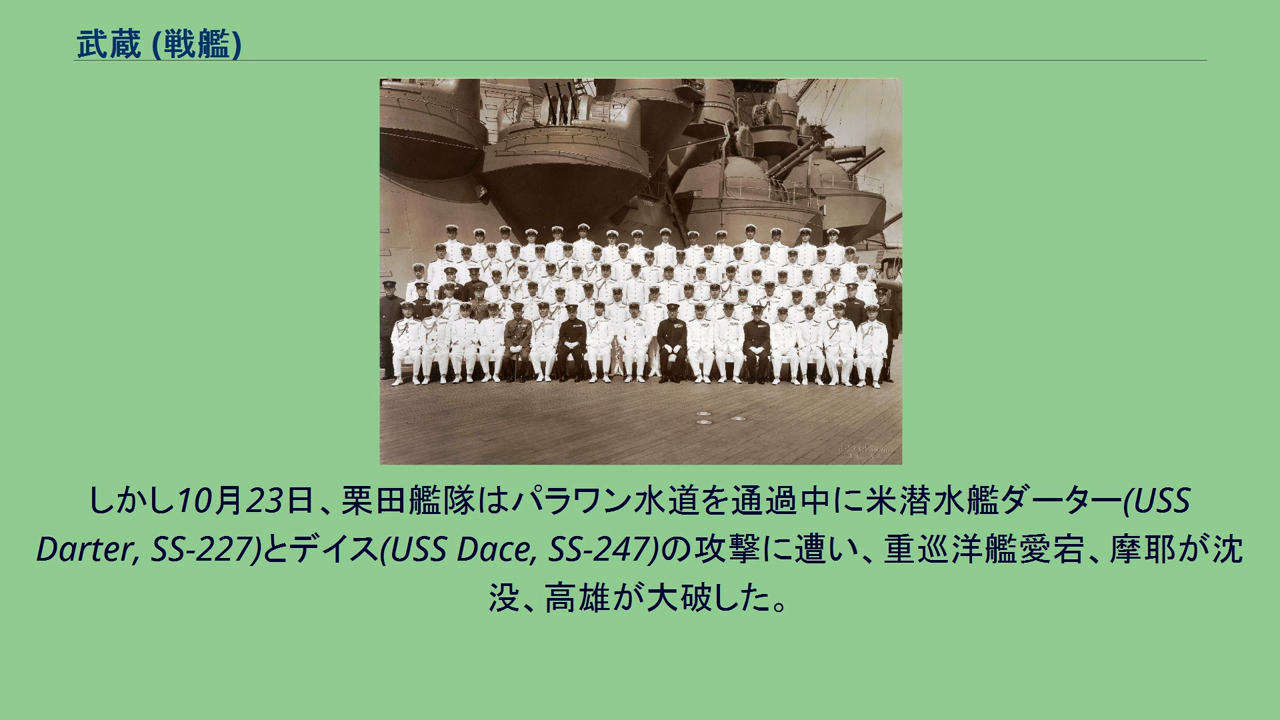 武蔵 (戦艦)
しかし10月23日、栗田艦隊はパラワン水道を通過中に米潜水艦ダーター(USS
Darter, SS-227)とデイス(USS Dace, SS-247)の攻撃に遭い、重巡洋艦愛宕、摩耶が沈
没、高雄が大破した。